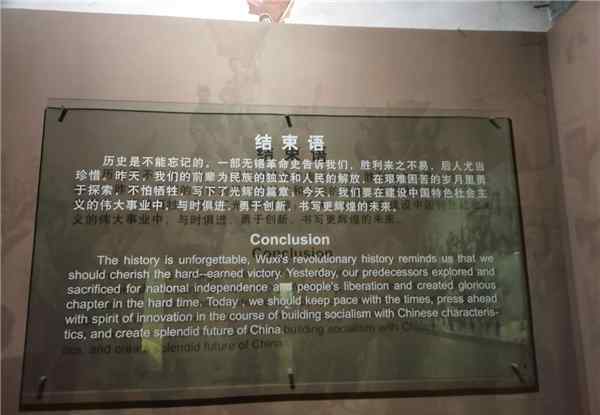 结束语
历史是不能忘记的。一部无锡革命史告诉我们，胜利来之不易，后人尤当
珍惜。昨天，我们的前辈为民族的独立和人民的解放，在艰难困苦的岁月里勇
于探索，不怕牺牲，写下了光辉的篇章；今天，我们要在建设中国特色社会主
义的伟大事业中，与时俱进，勇于创新，书写更辉煌的未来。
Conclusion
The history is unforgettable, Wuxi's revolutionary history reminds us that we
should cherish the hard--earned victory. Yesterday, our predecessors explored and
sacrificed for national independence and people's liberation and created glorious
chapter in the hard time. Today , we should keep pace with the times, press ahead
with spirit of innovation in the course of building socialism with Chinese characteris-
tics, and create splendid future of China